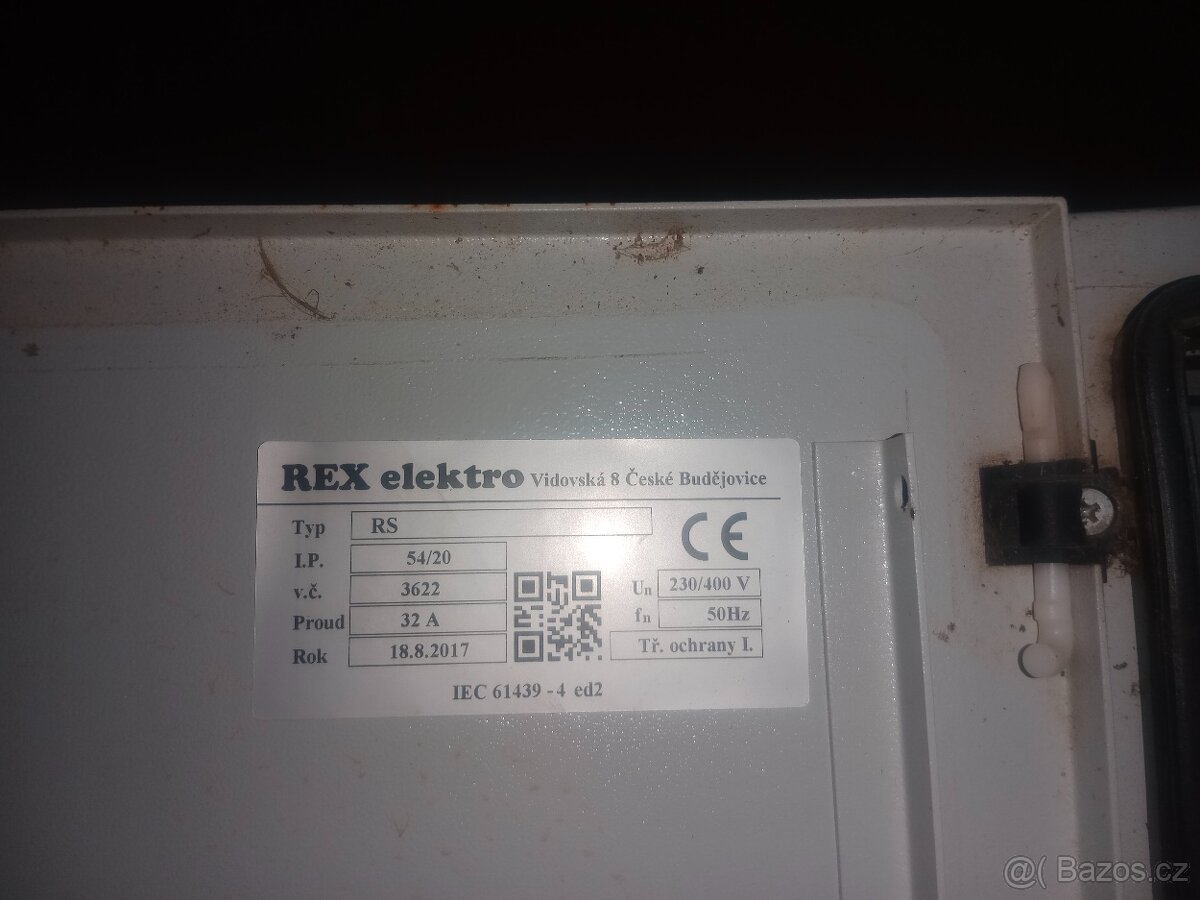 REX elektro Vidovská 8 České Budějovice
Typ RS
I.P. 54/20
v.č. 3622
Proud 32 A
Rok 18.8.2017
CE
Un 230/400 V
fn 50Hz
Tř. ochrany I.
IEC 61439 - 4 ed2
@( Bazos.cz